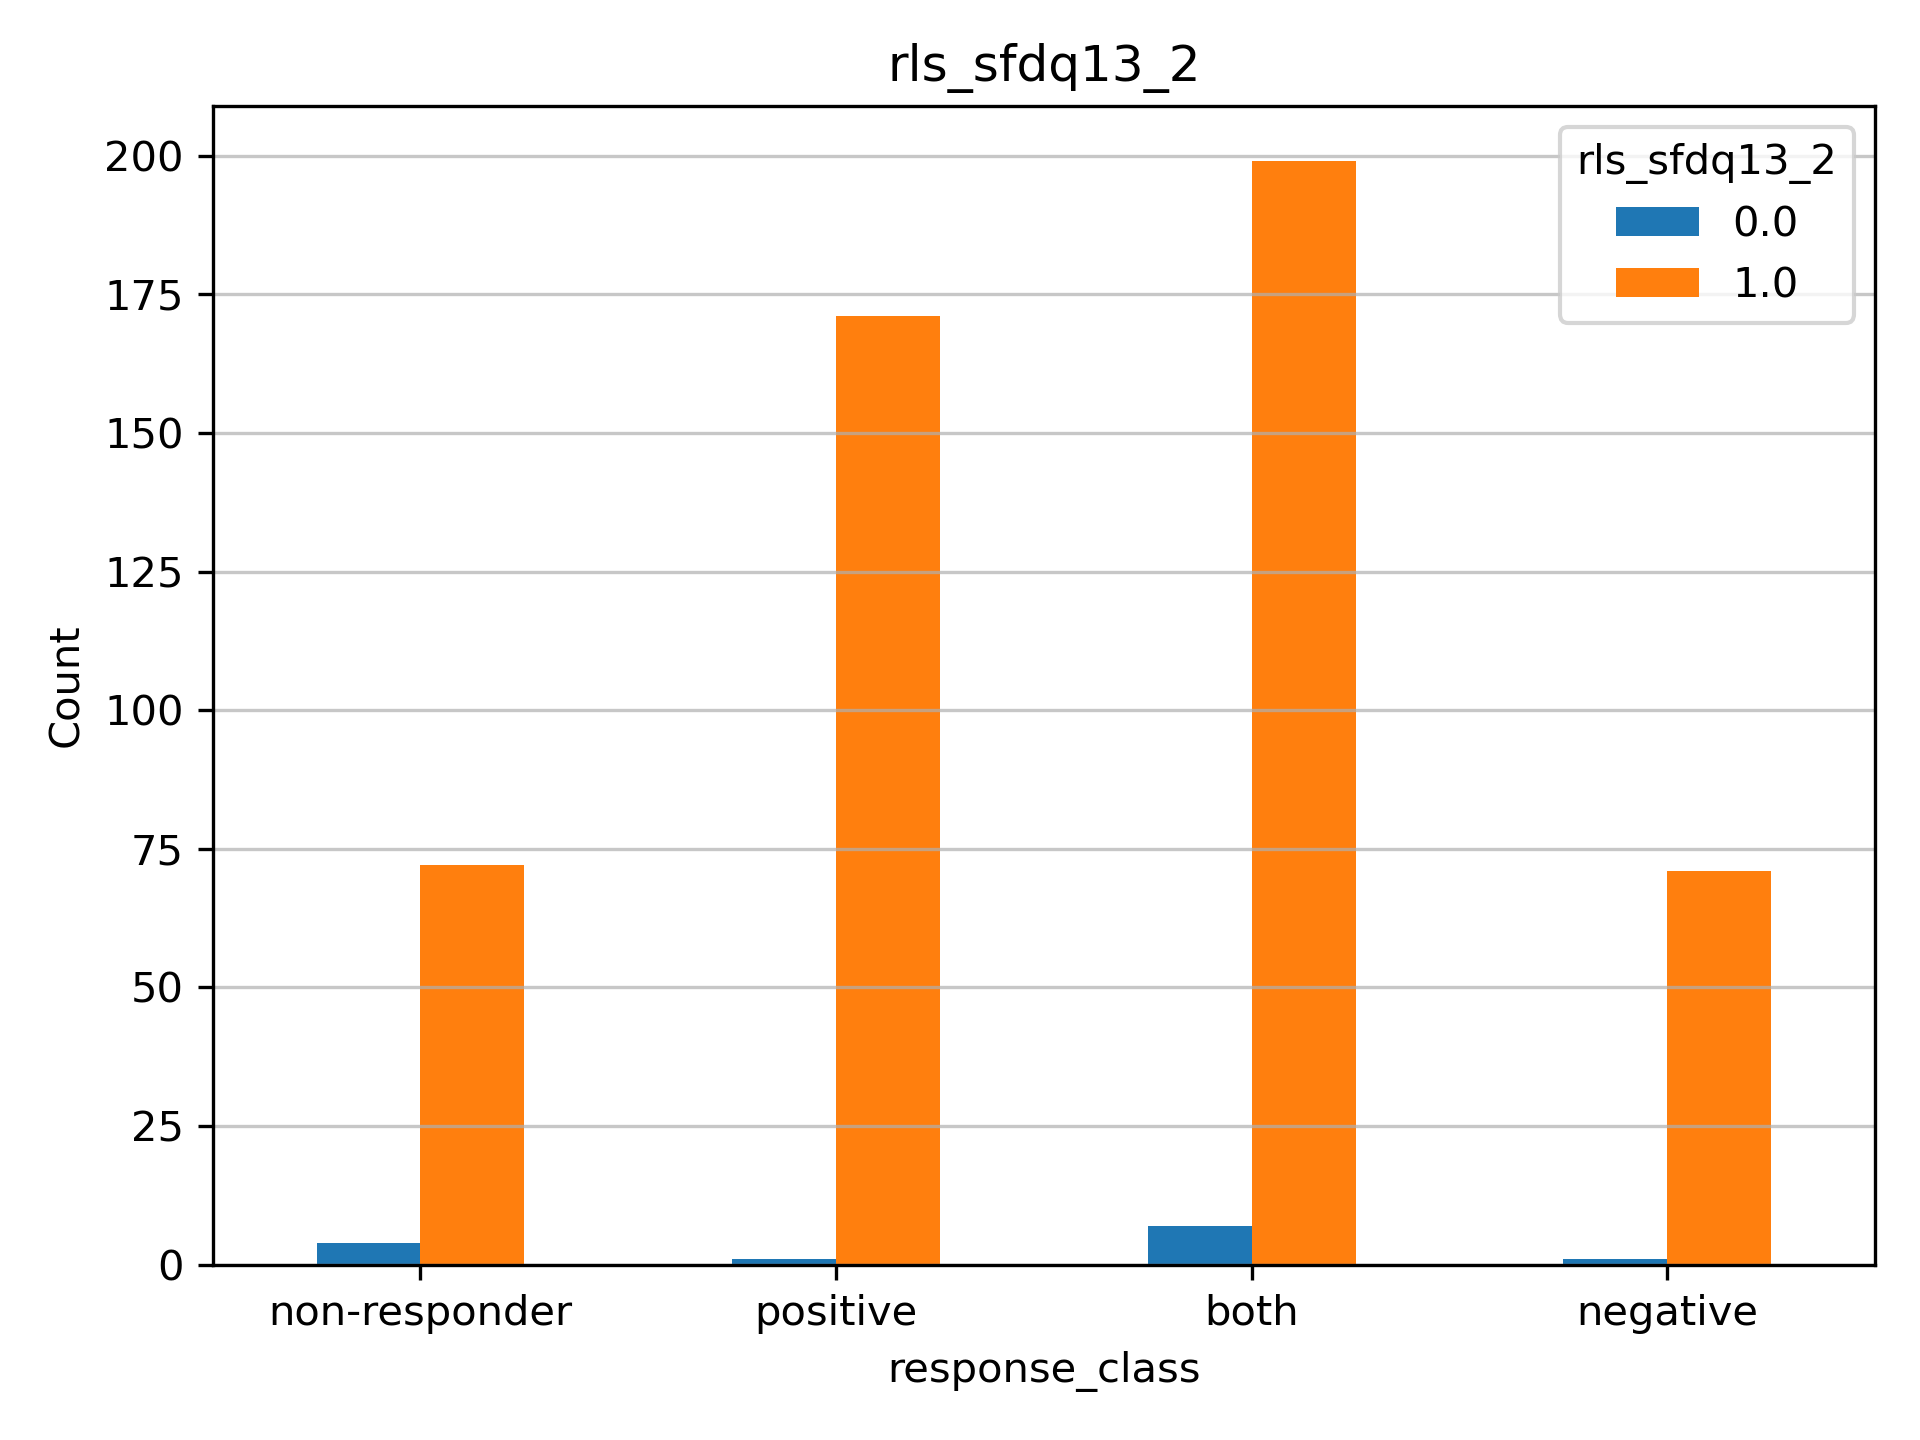 rls_sfdq13_2
rls_sfdq13_2
0.0
1.0
200
175
150
125
100
75
50
25
0
Count
non-responder positive both negative
response_class